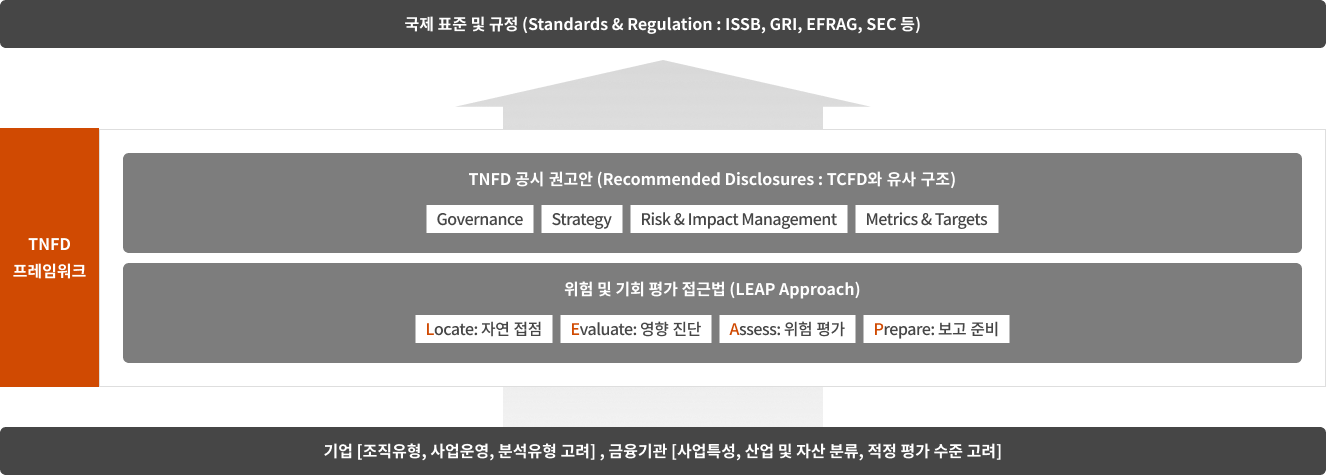 국제 표준 및 규정 (Standards & Regulation : ISSB, GRI, EFRAG, SEC 등)
TNFD
프레임워크
TNFD 공시 권고안 (Recommended Disclosures : TCFD와 유사 구조)
Governance
Strategy
Risk & Impact Management
Metrics & Targets
위험 및 기회 평가 접근법 (LEAP Approach)
Locate: 자연 접점
Evaluate: 영향 진단
Assess: 위험 평가
Prepare: 보고 준비
기업 [조직유형, 사업운영, 분석유형 고려] , 금융기관 [사업특성, 산업 및 자산 분류, 적정 평가 수준 고려]